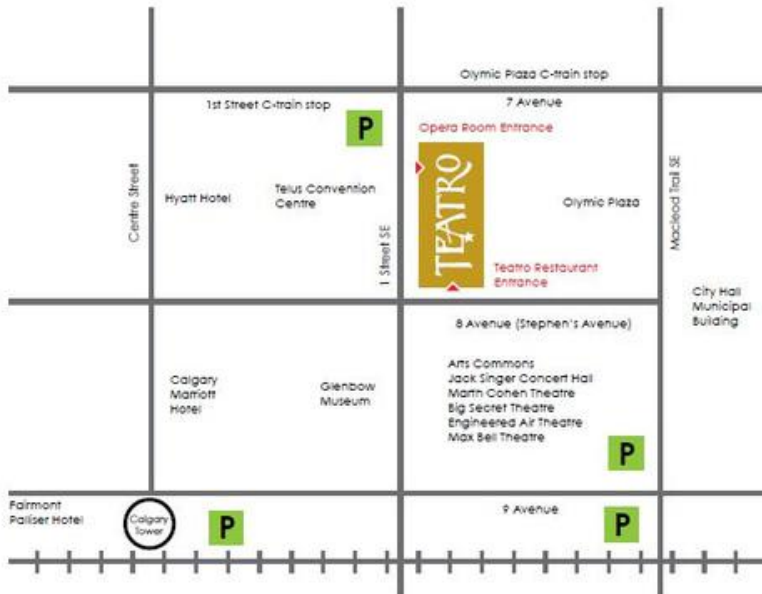 Olymic Plaza C-train stop
1st Street C-train stop
P
7 Avenue
Opera Room Entrance
TEATRO
Centre Street
Hyatt Hotel
Telus Convention
Centre
1 Street SE
Olymic Plaza
Macleod Trail SE
Teatro Restaurant
Entrance
City Hall
Municipal
Building
8 Avenue (Stephen's Avenue)
Calgary
Marriott
Hotel
Glenbow
Museum
Arts Commons
Jack Singer Concert Hall
Marth Cohen Theatre
Big Secret Theatre
Engineered Air Theatre
Max Bell Theatre
P
Fairmont
Palliser Hotel
Calgary
Tower
P
9 Avenue
P